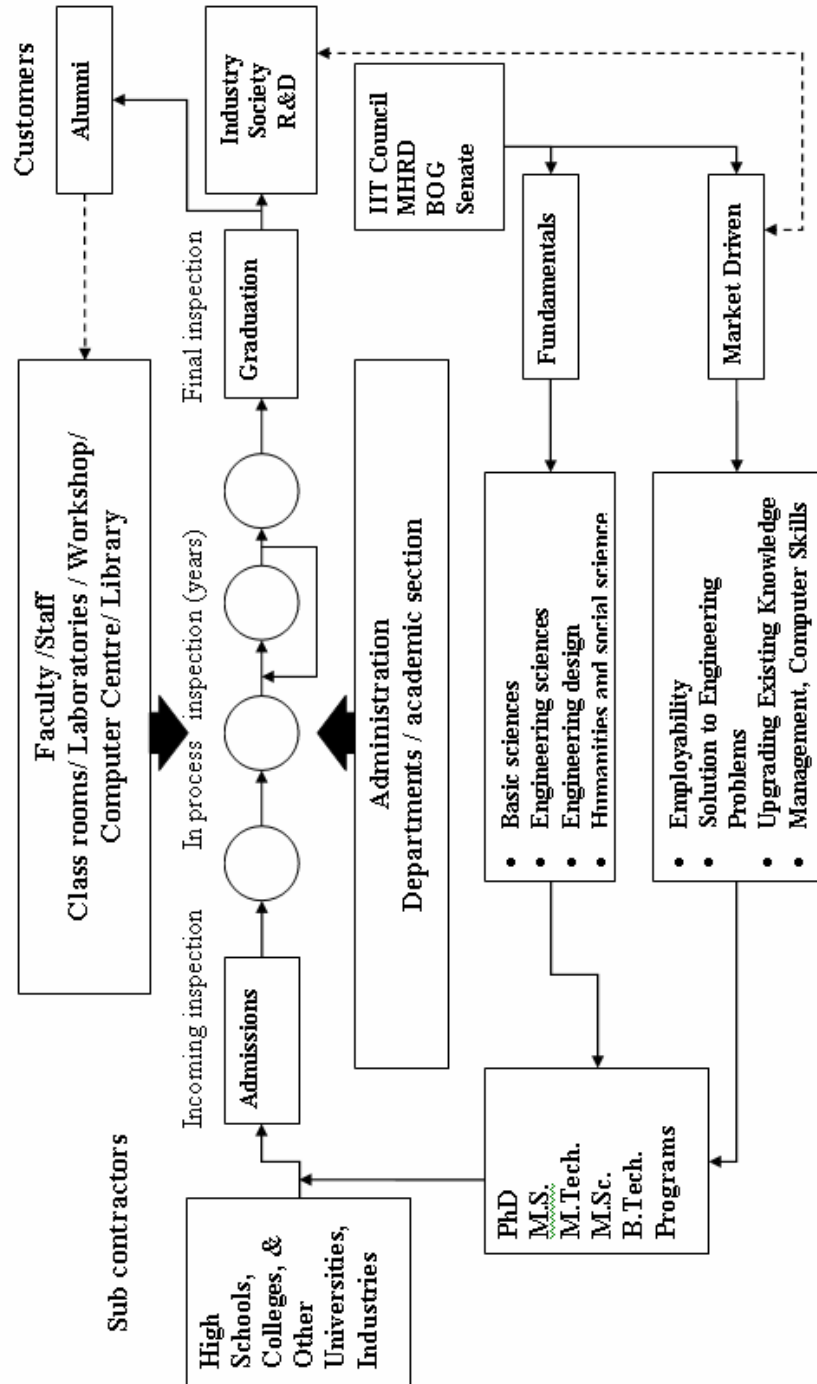 Sub contractors
Customers
Faculty /Staff
Class rooms/ Laboratories / Workshop/
Computer Centre/ Library
Alumni
Incoming inspection
In process inspection (years)
Final inspection
High
Schools,
Colleges, &
Other
Universities,
Industries
Admissions
Graduation
Industry
Society
R&D
Administration
Departments / academic section
IIT Council
MHRD
BOG
Senate
PhD
M.S.
M.Tech.
M.Sc.
B.Tech.
Programs
• Basic sciences
• Engineering sciences
• Engineering design
• Humanities and social science
Fundamentals
• Employability
• Solution to Engineering
Problems
• Upgrading Existing Knowledge
• Management, Computer Skills
Market Driven